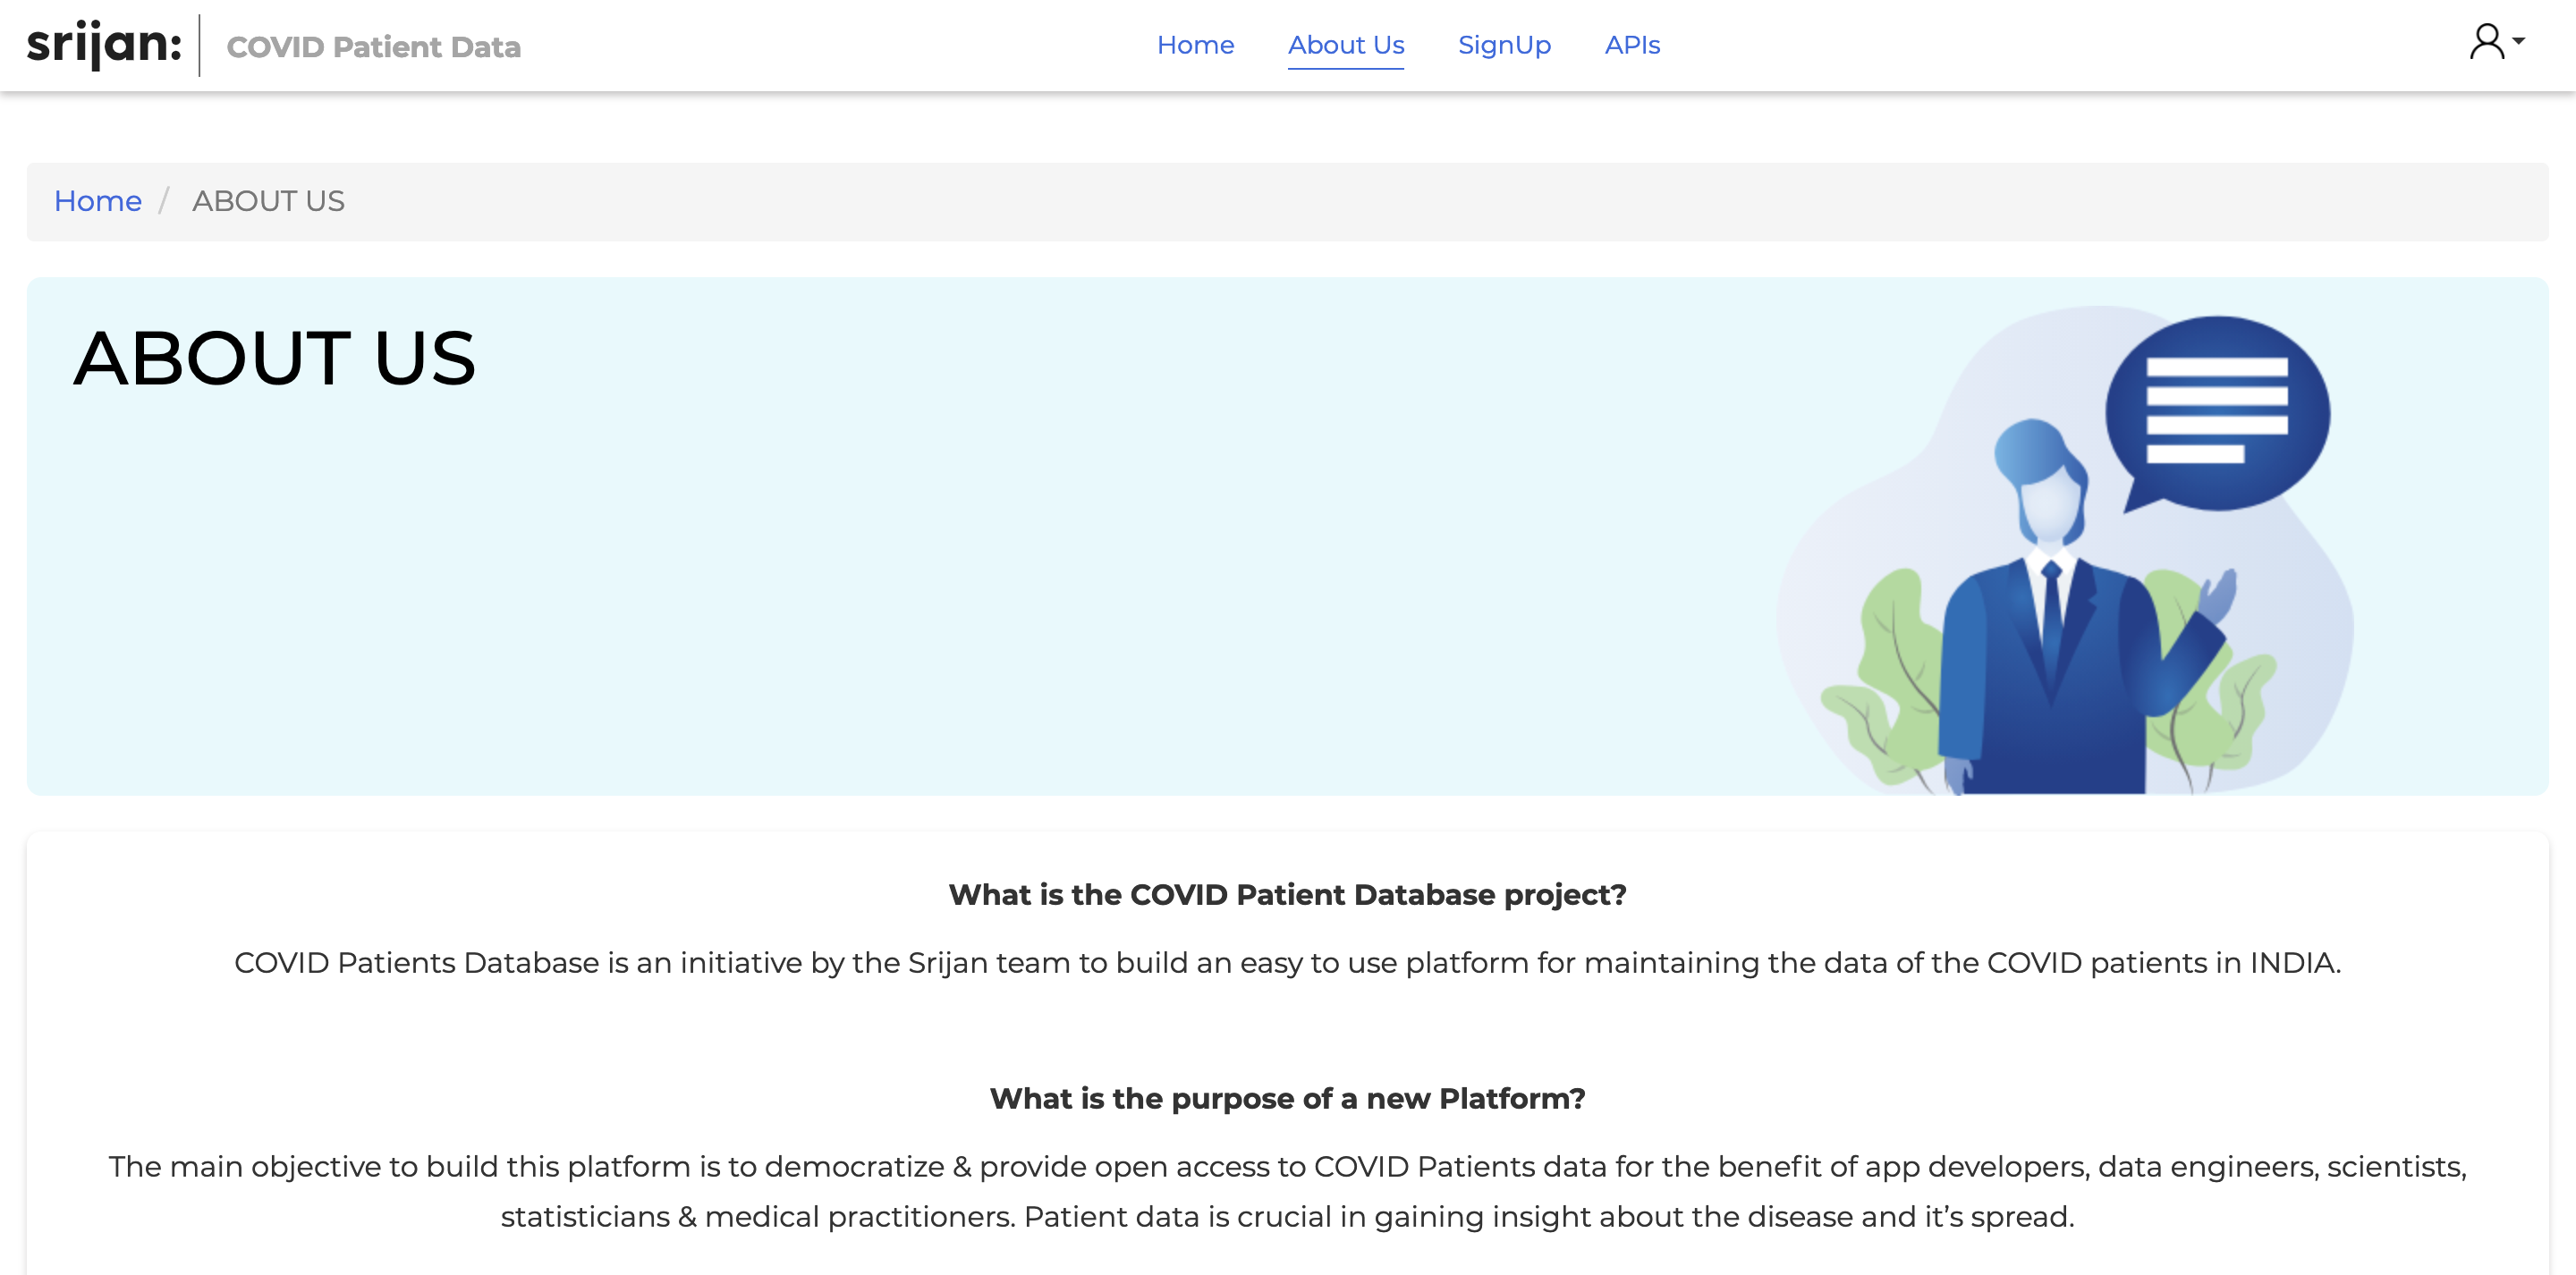 srijan: COVID Patient Data Home About Us SignUp APIs
Home / ABOUT US
ABOUT US
What is the COVID Patient Database project?
COVID Patients Database is an initiative by the Srijan team to build an easy to use platform for maintaining the data of the COVID patients in INDIA.
What is the purpose of a new Platform?
The main objective to build this platform is to democratize & provide open access to COVID Patients data for the benefit of app developers, data engineers, scientists,
statisticians & medical practitioners. Patient data is crucial in gaining insight about the disease and it’s spread.